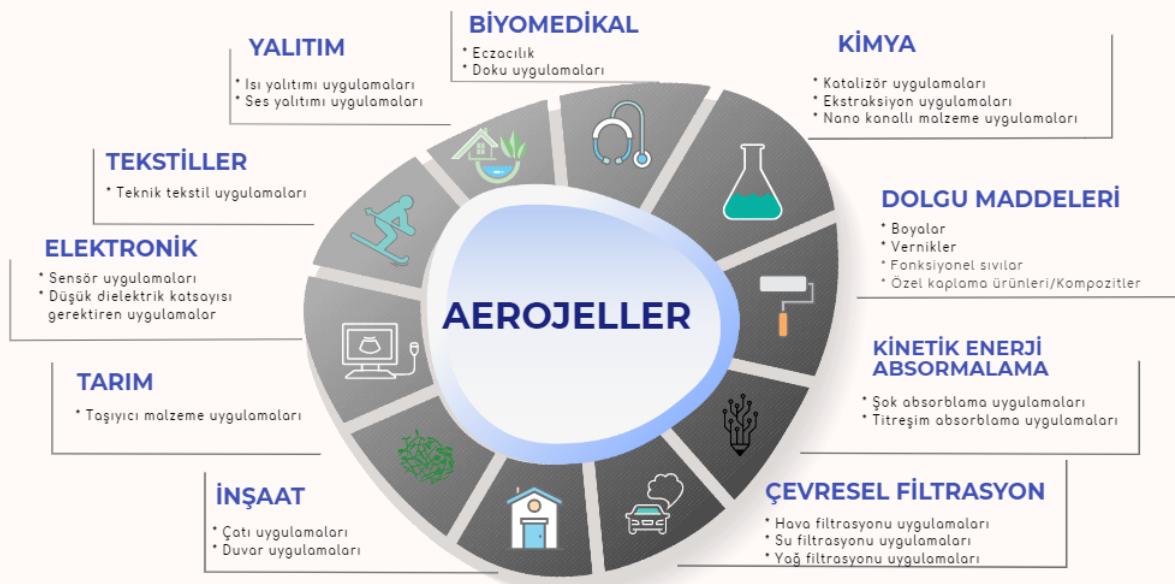 BİYOMEDİKAL
* Eczacılık
* Doku uygulamaları
YALITIM
* Isı yalıtımı uygulamaları
* Ses yalıtımı uygulamaları
KİMYA
* Katalizör uygulamaları
* Ekstraksiyon uygulamaları
* Nano kanallı malzeme uygulamaları
TEKSTİLLER
* Teknik tekstil uygulamaları
DOLGU MADDELERİ
* Boyalar
* Vernikler
* Fonksiyonel sıvılar
* Özel kaplama ürünleri/Kompozitler
ELEKTRONİK
* Sensör uygulamaları
* Düşük dielektrik katsayısı
gerektiren uygulamalar
AEROJELLER
KİNETİK ENERJİ
ABSORMALAMA
* Şok absorblama uygulamaları
* Titreşim absorblama uygulamaları
TARIM
* Taşıyıcı malzeme uygulamaları
İNŞAAT
* Çatı uygulamaları
* Duvar uygulamaları
ÇEVRESEL FİLTRASYON
* Hava filtrasyonu uygulamaları
* Su filtrasyonu uygulamaları
* Yağ filtrasyonu uygulamaları